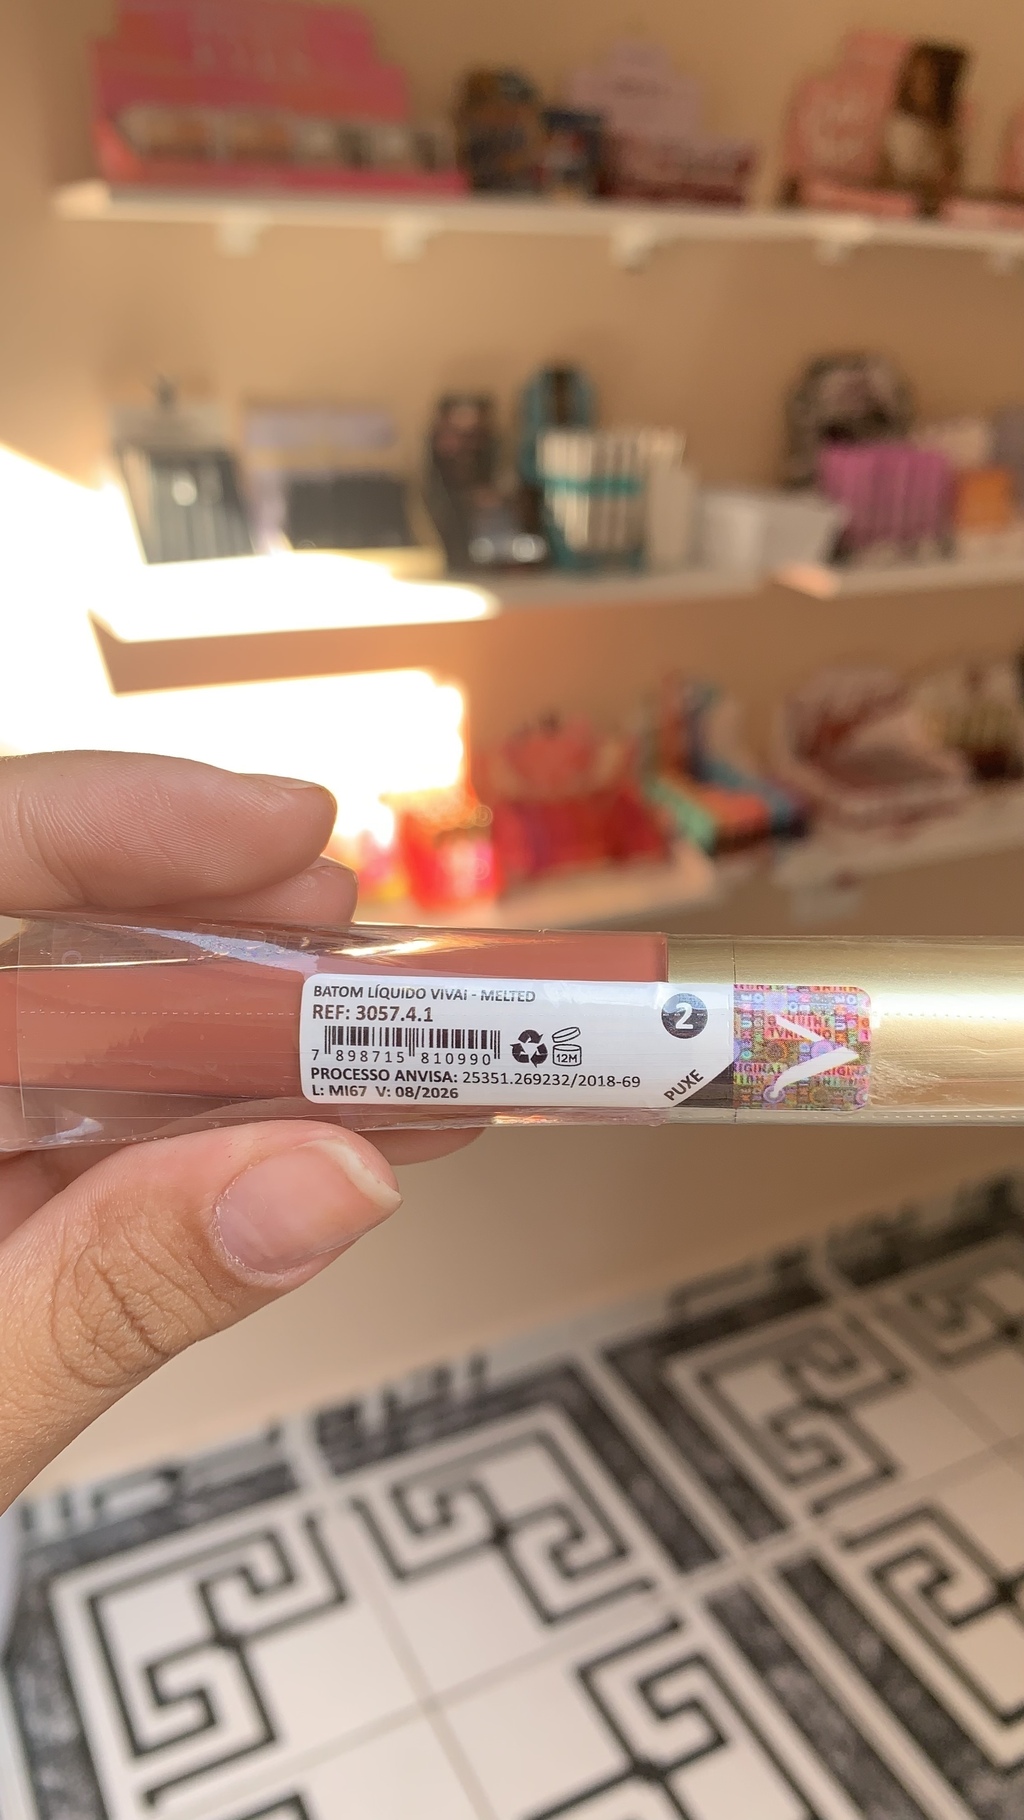 BATOM LÍQUIDO VIVAI - MELTED
REF: 3057.4.1
7 898715 810990
12M
PROCESSO ANVISA: 25351.269232/2018-69
L: MI67 V: 08/2026
2
PUXE
ORIGINAL